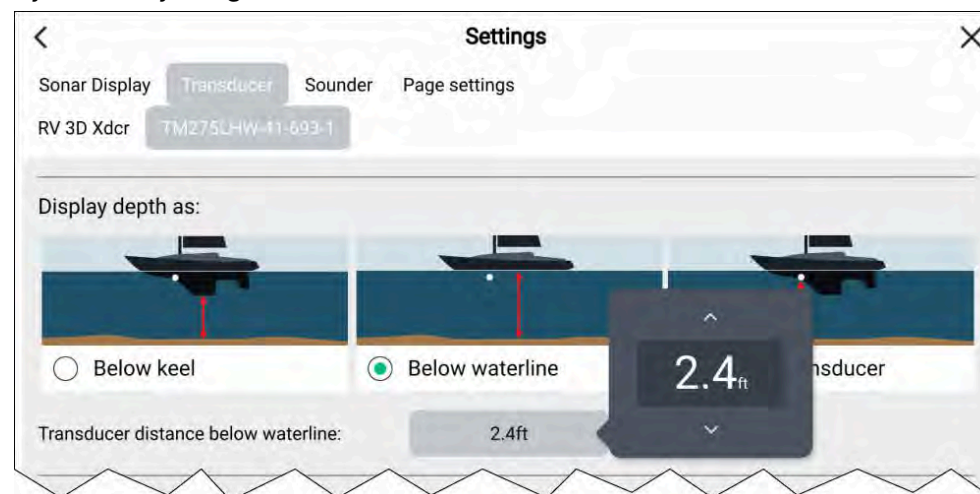 Settings
Sonar Display Transducer Sounder Page settings
RV 3D Xdcr TM275LHW-41-693-1
Display depth as:
Below keel Below waterline nsducer
2.4ft
Transducer distance below waterline: 2.4ft